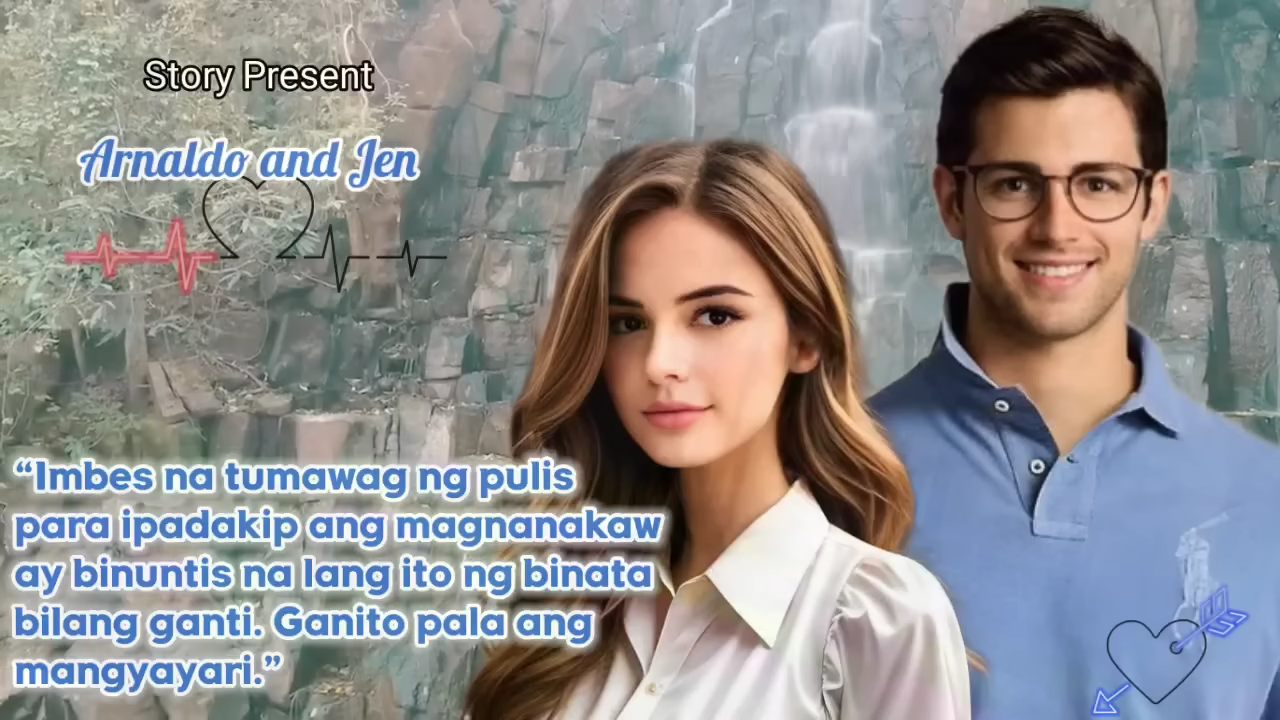 Story Present
Arnaldo and Jen
“Imbes na tumawag ng pulis
para ipadakip ang magnanakaw
ay binuntis na lang ito ng binata
bilang ganti. Ganito pala ang
mangyayari.”